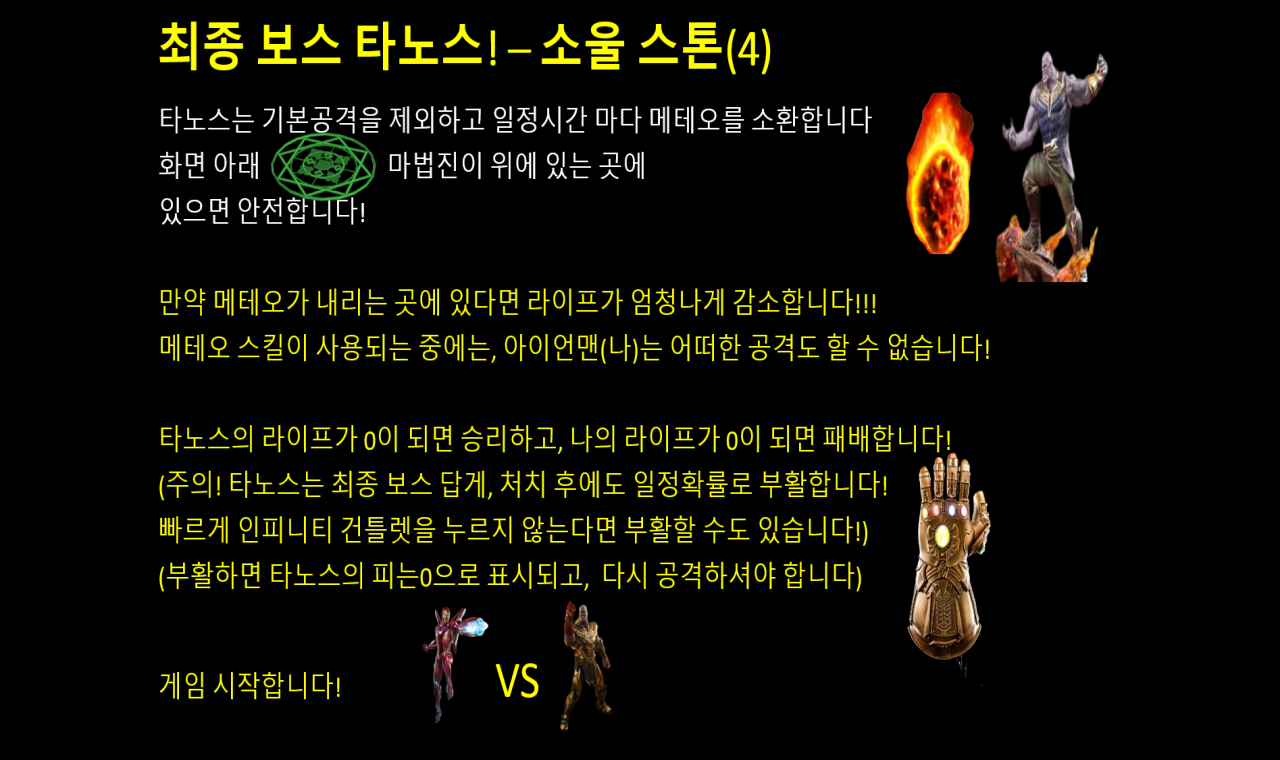 최종 보스 타노스! – 소울 스톤(4)
타노스는 기본공격을 제외하고 일정시간 마다 메테오를 소환합니다
화면 아래 마법진이 위에 있는 곳에
있으면 안전합니다!
만약 메테오가 내리는 곳에 있다면 라이프가 엄청나게 감소합니다!!!
메테오 스킬이 사용되는 중에는, 아이언맨(나)는 어떠한 공격도 할 수 없습니다!
타노스의 라이프가 0이 되면 승리하고, 나의 라이프가 0이 되면 패배합니다!
(주의! 타노스는 최종 보스 답게, 처치 후에도 일정확률로 부활합니다!
빠르게 인피니티 건틀렛을 누르지 않는다면 부활할 수도 있습니다!)
(부활하면 타노스의 피는0으로 표시되고, 다시 공격하셔야 합니다)
VS
게임 시작합니다!